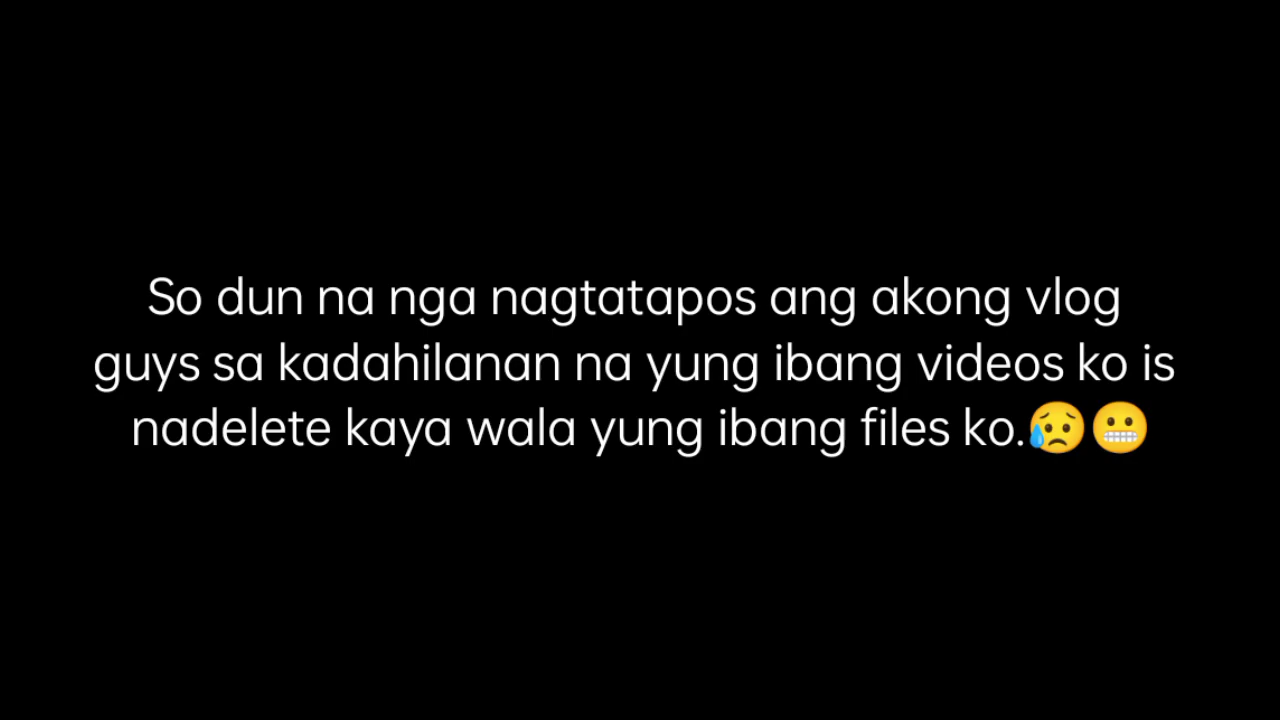 So dun na nga nagtatapos ang akong vlog
guys sa kadahilanan na yung ibang videos ko is
nadelete kaya wala yung ibang files ko.😥😬